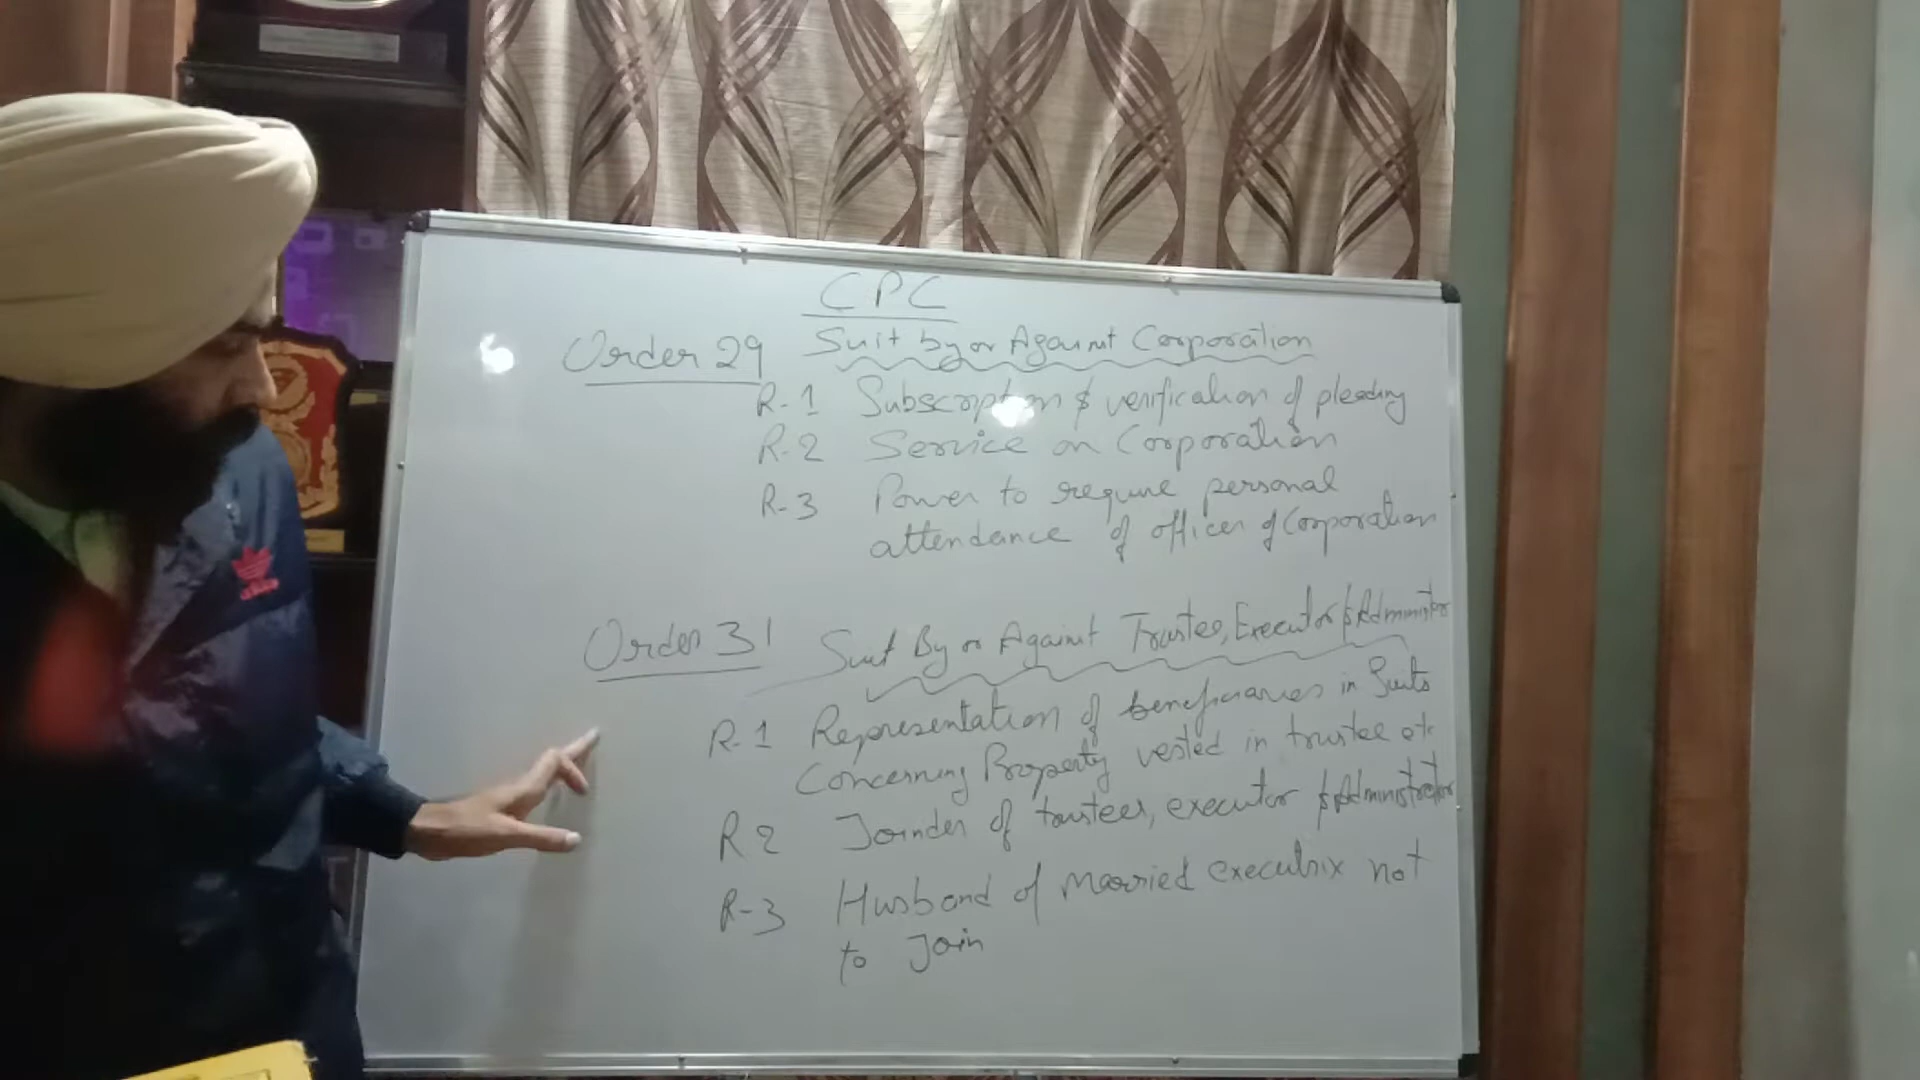 CPC
Order 29 Suit by or Against Corporation
R-1 Subscription & verification of pleading
R-2 Service on Corporation
R-3 Power to require personal
attendance of officer of Corporation
Order 31 Suit By or Against Trustee, Executor & Administor
R-1 Representation of beneficiaries in Suits
Concerning Property vested in trustee etc
R 2 Joinder of trustees, executor & Administrator
R-3 Husband of Married executrix not
to Join
adidas